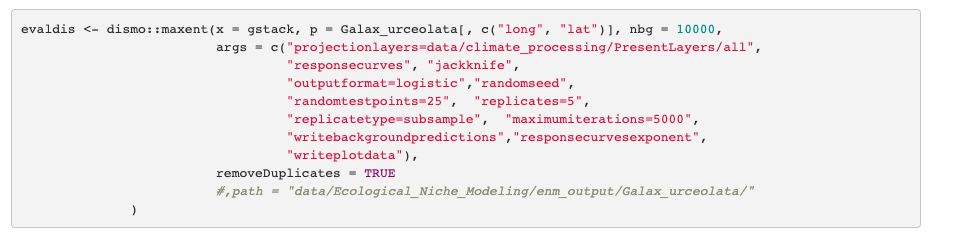 evaldis <- dismo::maxent(x = gstack, p = Galax_urceolata[, c("long", "lat")], nbg = 10000,
args = c("projectionlayers=data/climate_processing/PresentLayers/all",
"responsecurves", "jackknife",
"outputformat=logistic","randomseed",
"randomtestpoints=25",  "replicates=5",
"replicatetype=subsample",  "maximumiterations=5000",
"writebackgroundpredictions","responsecurvesexponent",
"writeplotdata"),
removeDuplicates = TRUE
#,path = "data/Ecological_Niche_Modeling/enm_output/Galax_urceolata/"
)